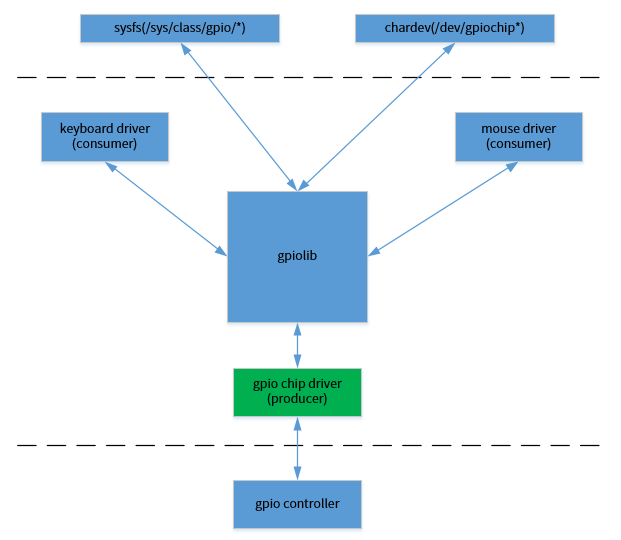 sysfs(/sys/class/gpio/*)
chardev(/dev/gpiochip*)
keyboard driver
(consumer)
mouse driver
(consumer)
gpiolib
gpio chip driver
(producer)
gpio controller